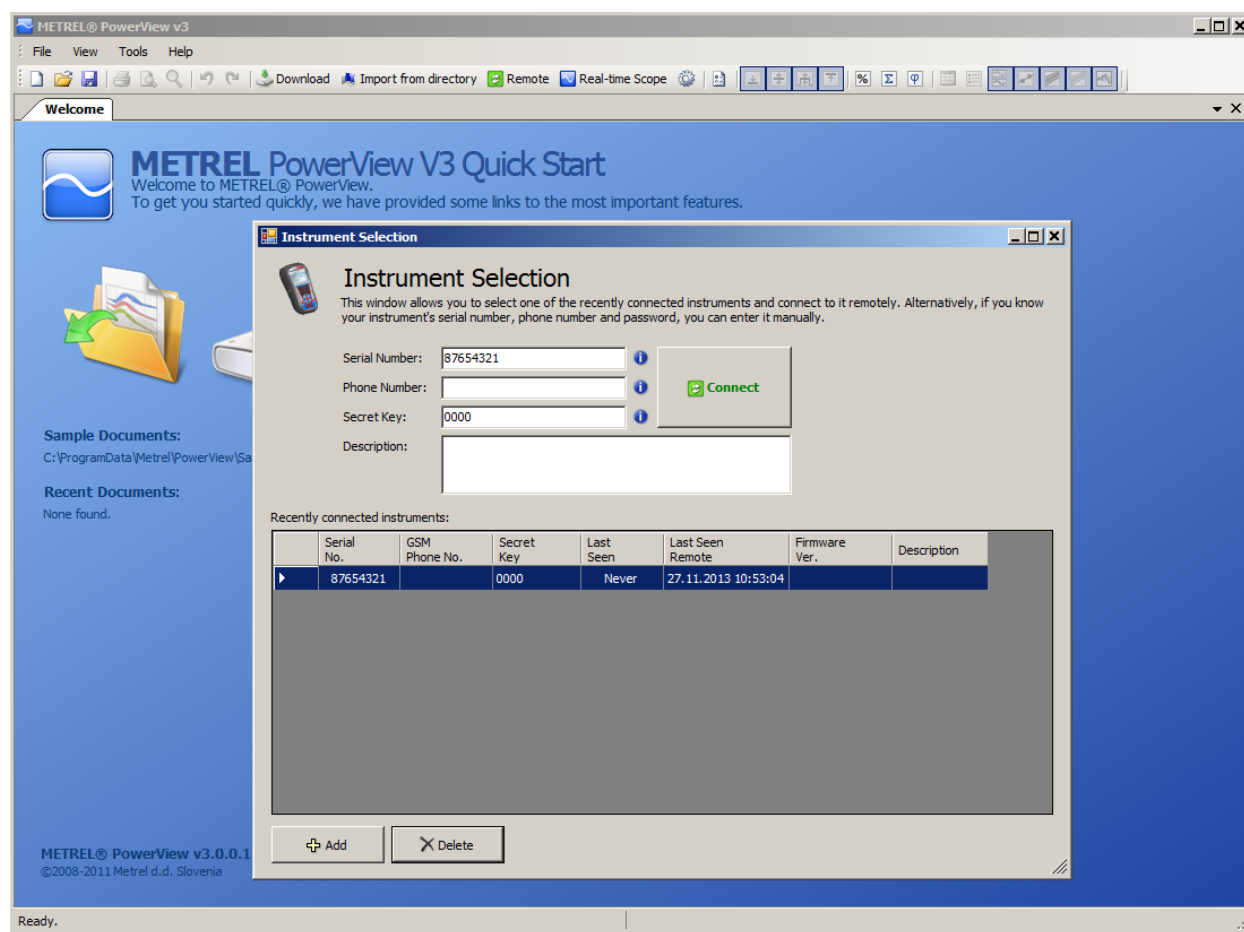 METREL® PowerView v3
File View Tools Help
Download Import from directory Remote Real-time Scope % Σ φ
Welcome
METREL PowerView V3 Quick Start
Welcome to METREL® PowerView.
To get you started quickly, we have provided some links to the most important features.
Instrument Selection
Instrument Selection
This window allows you to select one of the recently connected instruments and connect to it remotely. Alternatively, if you know
your instrument's serial number, phone number and password, you can enter it manually.
Serial Number: 87654321
Phone Number:
Connect
Secret Key: 0000
Description:
Sample Documents:
C:\ProgramData\Metrel\PowerView\Sa
Recent Documents:
None found.
Recently connected instruments:
Serial No. GSM Phone No. Secret Key Last Seen Last Seen Remote Firmware Ver. Description
87654321 0000 Never 27.11.2013 10:53:04
Add Delete
METREL® PowerView v3.0.0.1
©2008-2011 Metrel d.d. Slovenia
Ready.